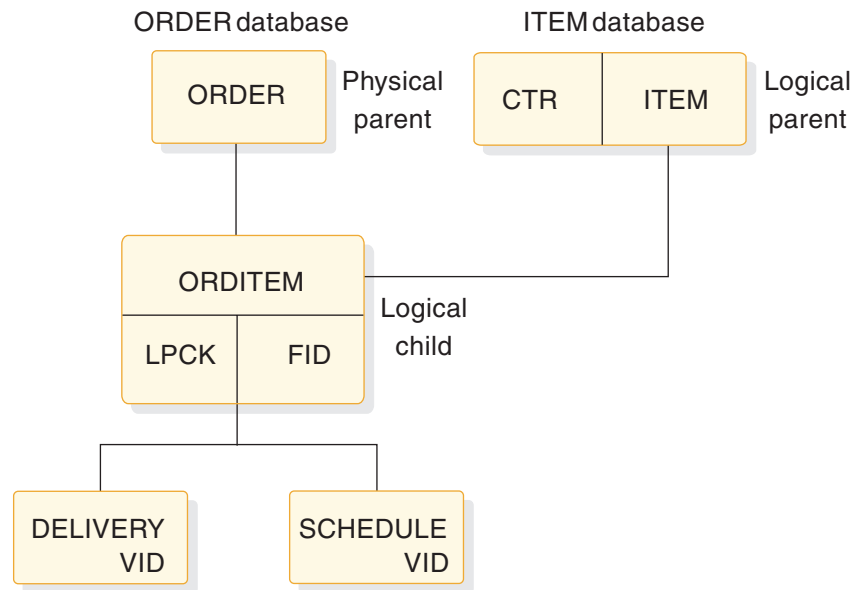 ORDER database
ITEM database
ORDER
Physical
parent
CTR
ITEM
Logical
parent
ORDITEM
LPCK
FID
Logical
child
DELIVERY
VID
SCHEDULE
VID